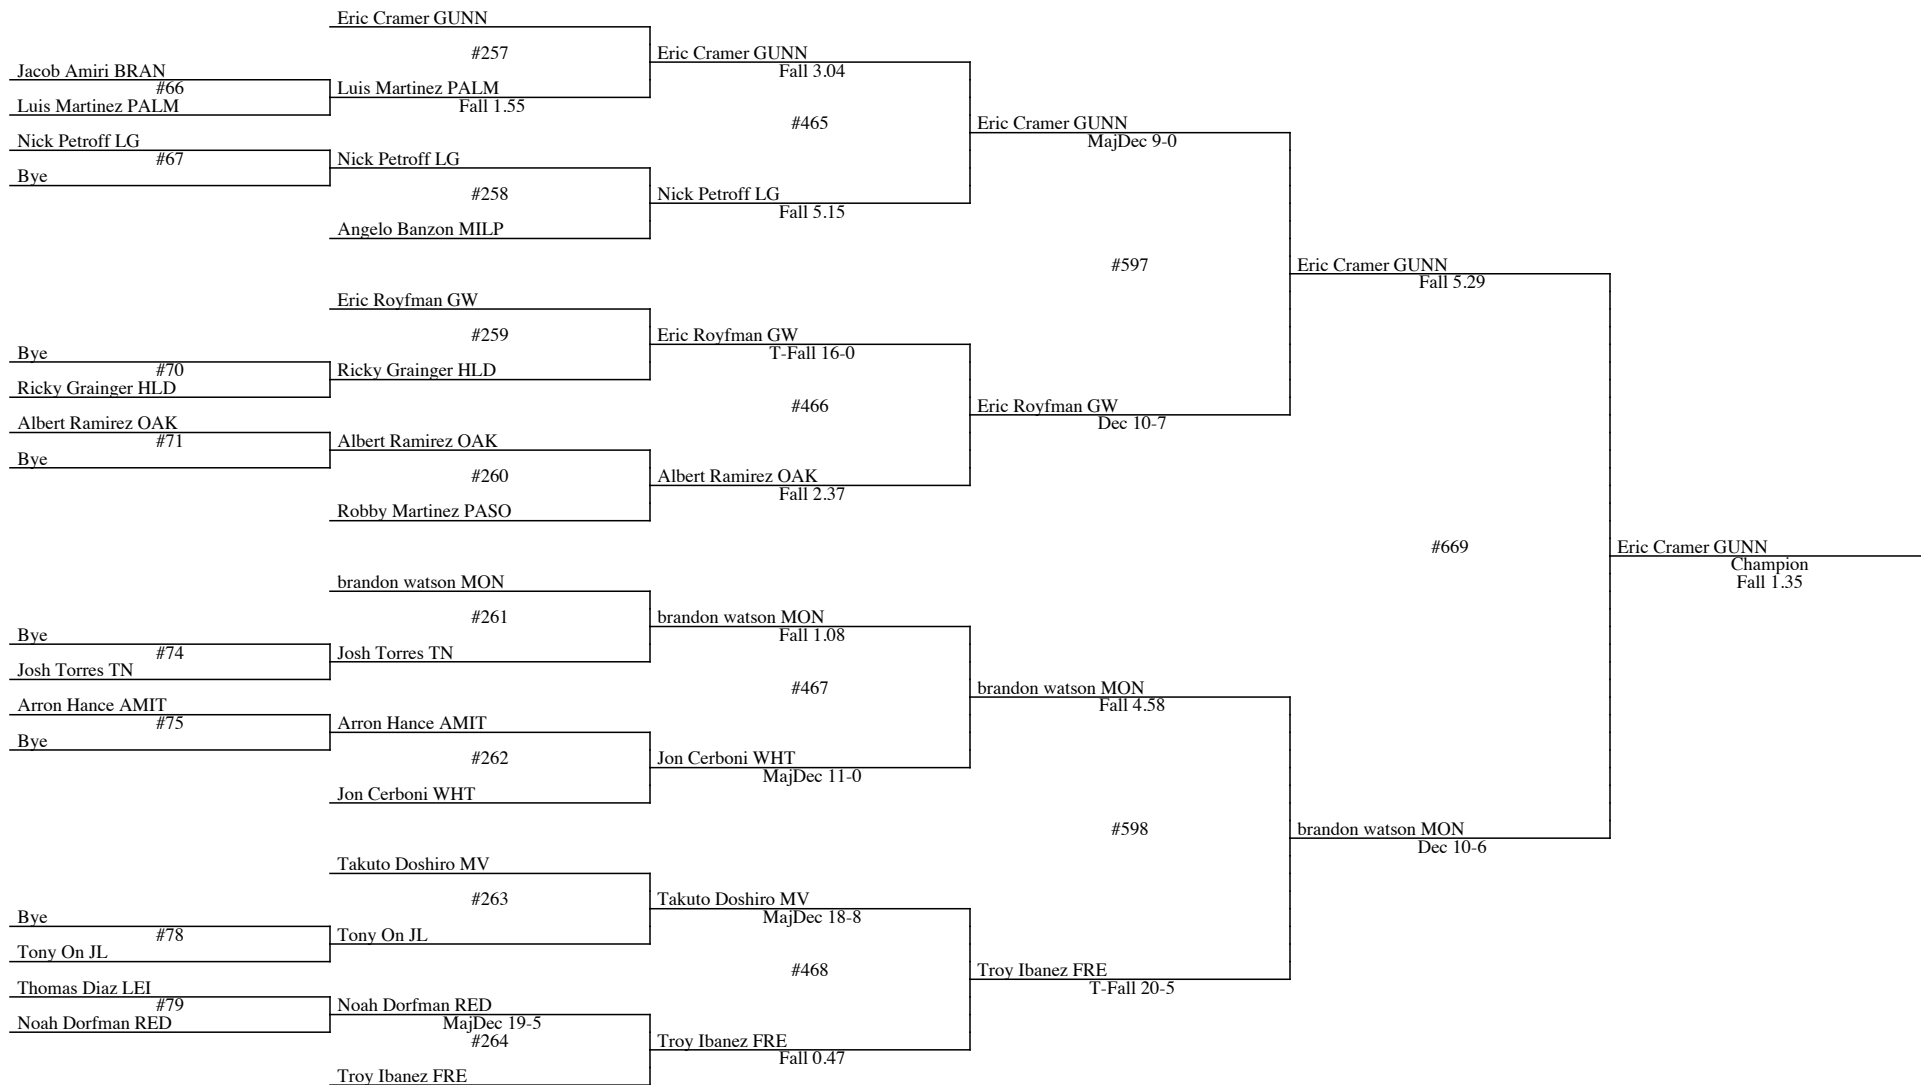 Eric Cramer GUNN
#257
Eric Cramer GUNN
Fall 3.04
Jacob Amiri BRAN
#66
Luis Martinez PALM
Luis Martinez PALM
Fall 1.55
#465
Eric Cramer GUNN
MajDec 9-0
Nick Petroff LG
#67
Bye
Nick Petroff LG
#258
Nick Petroff LG
Fall 5.15
Angelo Banzon MILP
#597
Eric Cramer GUNN
Fall 5.29
Eric Royfman GW
#259
Eric Royfman GW
T-Fall 16-0
Bye
#70
Ricky Grainger HLD
Ricky Grainger HLD
#466
Eric Royfman GW
Dec 10-7
Albert Ramirez OAK
#71
Bye
Albert Ramirez OAK
#260
Albert Ramirez OAK
Fall 2.37
Robby Martinez PASO
#669
Eric Cramer GUNN
Champion
Fall 1.35
brandon watson MON
#261
brandon watson MON
Fall 1.08
Bye
#74
Josh Torres TN
Josh Torres TN
#467
brandon watson MON
Fall 4.58
Arron Hance AMIT
#75
Bye
Arron Hance AMIT
#262
Jon Cerboni WHT
MajDec 11-0
Jon Cerboni WHT
#598
brandon watson MON
Dec 10-6
Takuto Doshiro MV
#263
Takuto Doshiro MV
MajDec 18-8
Bye
#78
Tony On JL
Tony On JL
#468
Troy Ibanez FRE
T-Fall 20-5
Thomas Diaz LEI
#79
Noah Dorfman RED
Noah Dorfman RED
MajDec 19-5
#264
Troy Ibanez FRE
Fall 0.47
Troy Ibanez FRE